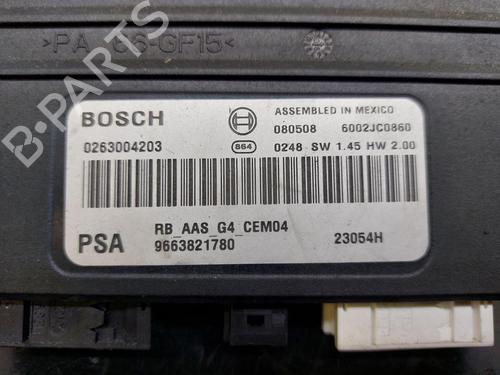 >PA 66-GF15<
BOSCH
ASSEMBLED IN MEXICO
080508 6002JC0860
0263004203
864 0248 SW 1.45 HW 2.00
RB_AAS_G4_CEM04
PSA 9663821780 23054H
B-PARTS